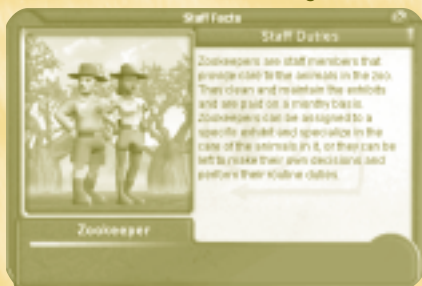 Staff Facts
Staff Duties
Zookeepers are staff members that
provide care to the animals in the zoo.
They clean and maintain the exhibits
and are paid on a monthly basis.
Zookeepers can be assigned to a
specific exhibit and specialize in the
care of the animals in it, or they can be
left to make their own decisions and
perform their routine duties.
Zookeeper